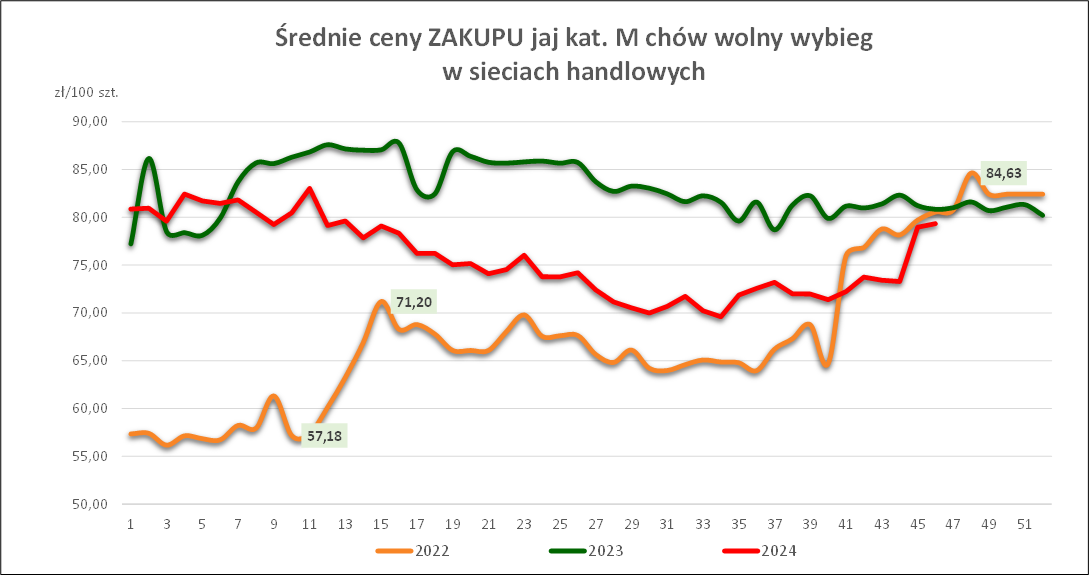 Średnie ceny ZAKUPU jaj kat. M chów wolny wybieg
w sieciach handlowych
zł/100 szt.
90,00
85,00
84,63
80,00
75,00
71,20
70,00
65,00
60,00
57,18
55,00
50,00
1 3 5 7 9 11 13 15 17 19 21 23 25 27 29 31 33 35 37 39 41 43 45 47 49 51
2022 2023 2024